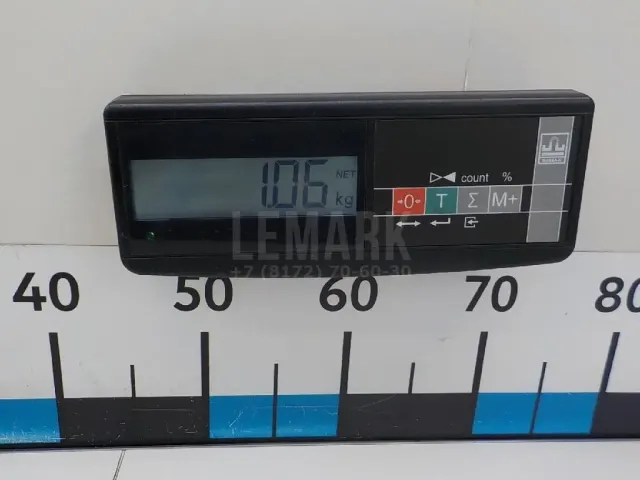 count %
1.06 NET
kg
→0← T Σ M+
LEMARK
+7 (8172) 70-60-30
40 50 60 70 80